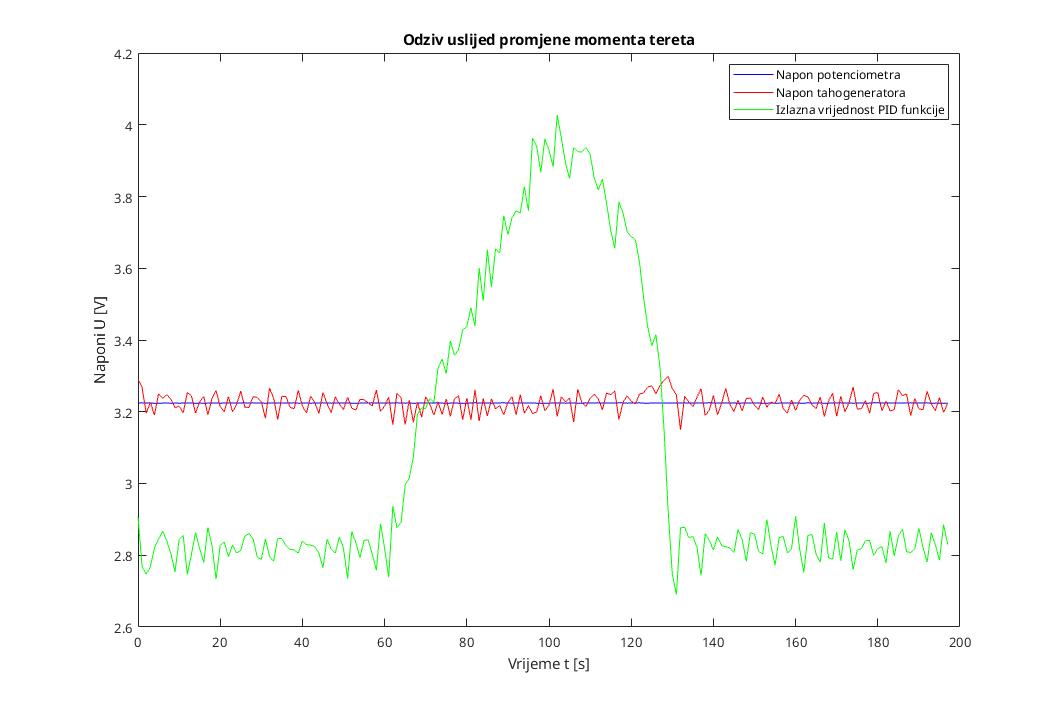 Odziv uslijed promjene momenta tereta
Napon potenciometra
Napon tahogeneratora
Izlazna vrijednost PID funkcije
Naponi U [V]
4.2
4
3.8
3.6
3.4
3.2
3
2.8
2.6
0 20 40 60 80 100 120 140 160 180 200
Vrijeme t [s]